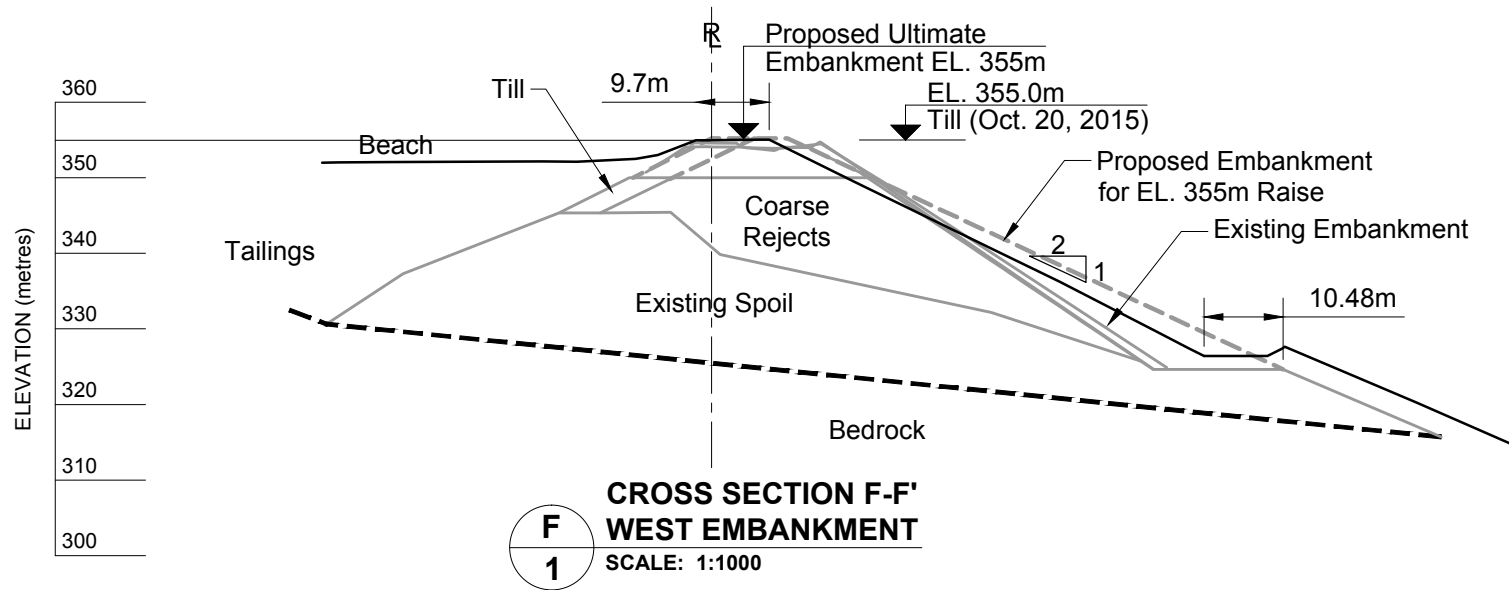 ℞
Proposed Ultimate
Embankment EL. 355m
Till
9.7m
EL. 355.0m
Till (Oct. 20, 2015)
Beach
Proposed Embankment
for EL. 355m Raise
Existing Embankment
Coarse
Rejects
Tailings
2
1
Existing Spoil
10.48m
Bedrock
ELEVATION (metres)
360
350
340
330
320
310
300
CROSS SECTION F-F'
WEST EMBANKMENT
SCALE: 1:1000
F
1